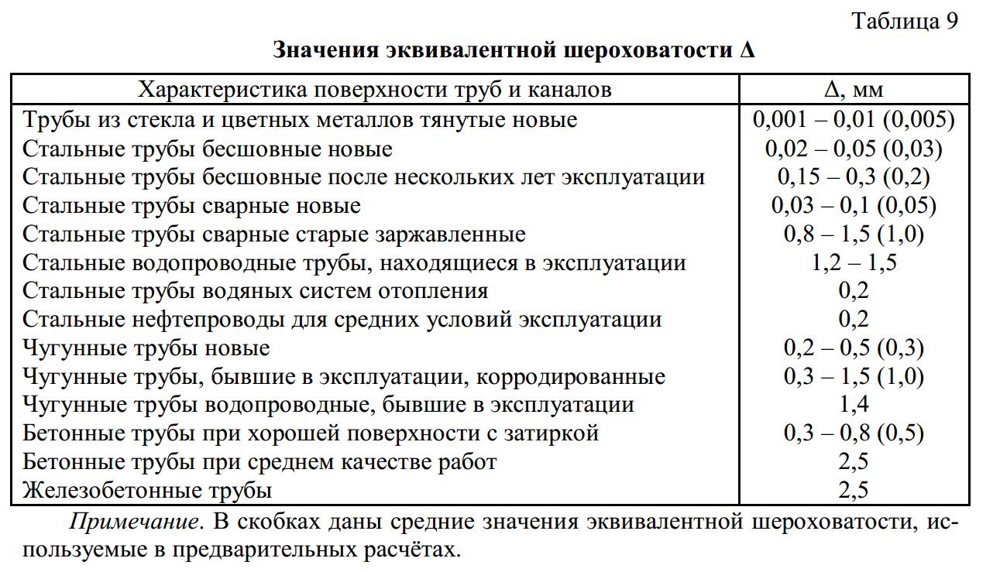 Таблица 9
Значения эквивалентной шероховатости Δ
Характеристика поверхности труб и каналов Δ, мм
Трубы из стекла и цветных металлов тянутые новые 0,001 – 0,01 (0,005)
Стальные трубы бесшовные новые 0,02 – 0,05 (0,03)
Стальные трубы бесшовные после нескольких лет эксплуатации 0,15 – 0,3 (0,2)
Стальные трубы сварные новые 0,03 – 0,1 (0,05)
Стальные трубы сварные старые заржавленные 0,8 – 1,5 (1,0)
Стальные водопроводные трубы, находящиеся в эксплуатации 1,2 – 1,5
Стальные трубы водяных систем отопления 0,2
Стальные нефтепроводы для средних условий эксплуатации 0,2
Чугунные трубы новые 0,2 – 0,5 (0,3)
Чугунные трубы, бывшие в эксплуатации, корродированные 0,3 – 1,5 (1,0)
Чугунные трубы водопроводные, бывшие в эксплуатации 1,4
Бетонные трубы при хорошей поверхности с затиркой 0,3 – 0,8 (0,5)
Бетонные трубы при среднем качестве работ 2,5
Железобетонные трубы 2,5
Примечание. В скобках даны средние значения эквивалентной шероховатости, ис-
пользуемые в предварительных расчётах.